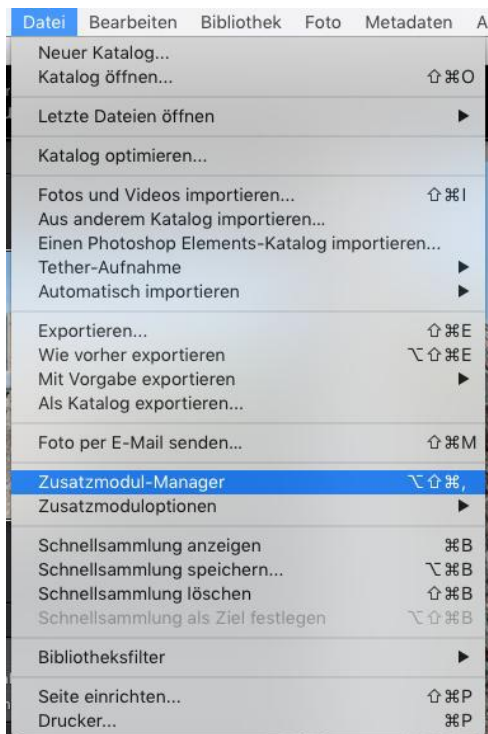 Datei Bearbeiten Bibliothek Foto Metadaten A
Neuer Katalog...
Katalog öffnen... ⇧⌘O
Letzte Dateien öffnen ▶
Katalog optimieren...
Fotos und Videos importieren... ⇧⌘I
Aus anderem Katalog importieren...
Einen Photoshop Elements-Katalog importieren...
Tether-Aufnahme ▶
Automatisch importieren ▶
Exportieren... ⇧⌘E
Wie vorher exportieren ⌥⇧⌘E
Mit Vorgabe exportieren ▶
Als Katalog exportieren...
Foto per E-Mail senden... ⇧⌘M
Zusatzmodul-Manager ⌥⇧⌘,
Zusatzmoduloptionen ▶
Schnellsammlung anzeigen ⌘B
Schnellsammlung speichern... ⌥⌘B
Schnellsammlung löschen ⇧⌘B
Schnellsammlung als Ziel festlegen ⌥⇧⌘B
Bibliotheksfilter ▶
Seite einrichten... ⇧⌘P
Drucker... ⌘P